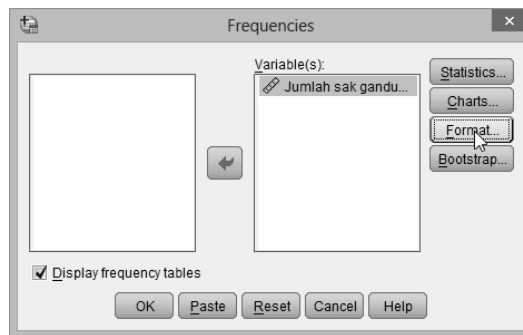 Frequencies
Variable(s):
Jumlah sak gandu...
Statistics...
Charts...
Format...
Bootstrap...
Display frequency tables
OK Paste Reset Cancel Help